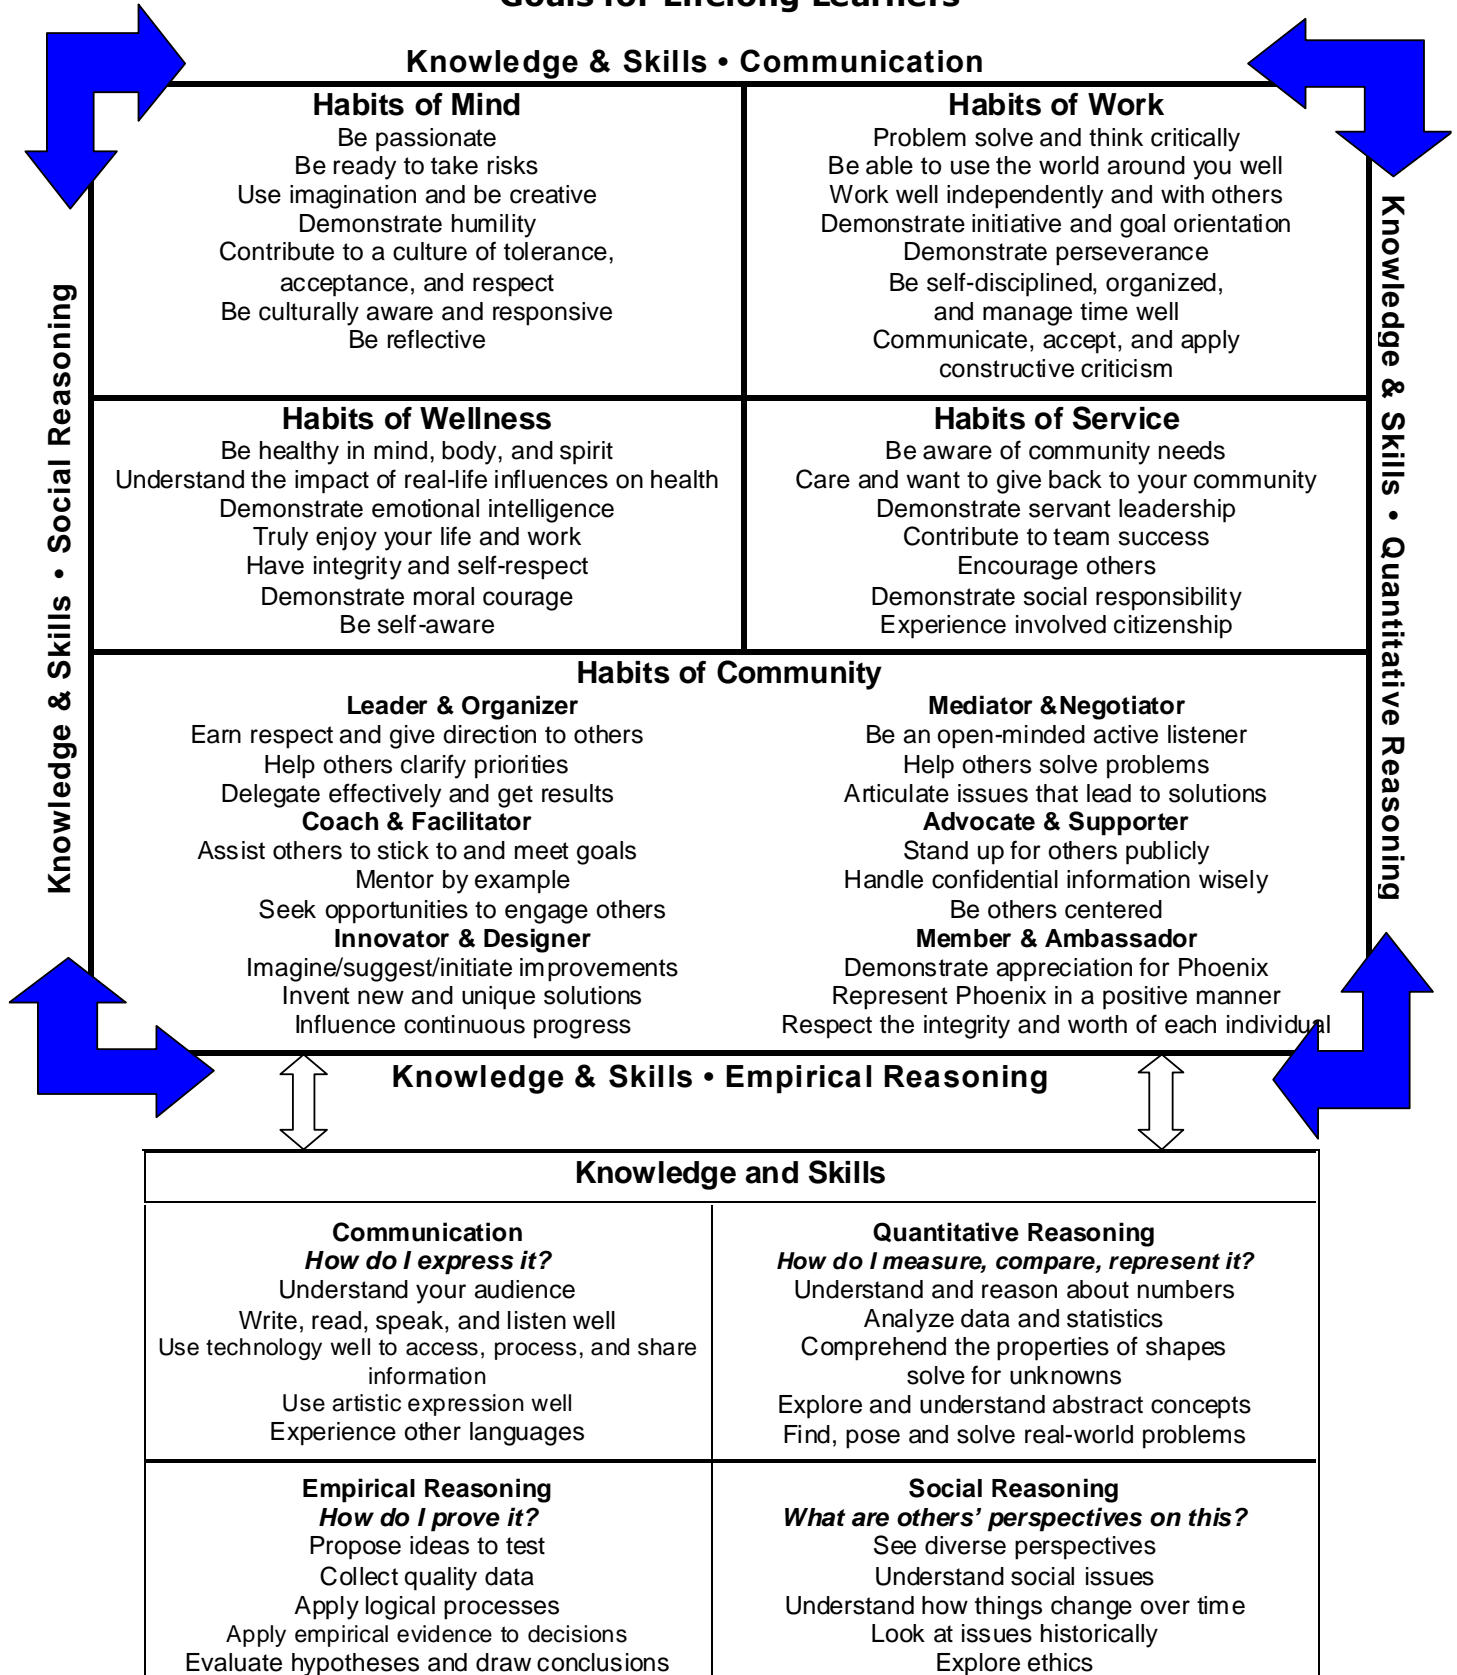 Goals for Lifelong Learners
Knowledge & Skills • Communication
Knowledge & Skills • Social Reasoning
Knowledge & Skills • Quantitative Reasoning
Habits of Mind
Be passionate
Be ready to take risks
Use imagination and be creative
Demonstrate humility
Contribute to a culture of tolerance,
acceptance, and respect
Be culturally aware and responsive
Be reflective
Habits of Work
Problem solve and think critically
Be able to use the world around you well
Work well independently and with others
Demonstrate initiative and goal orientation
Demonstrate perseverance
Be self-disciplined, organized,
and manage time well
Communicate, accept, and apply
constructive criticism
Habits of Wellness
Be healthy in mind, body, and spirit
Understand the impact of real-life influences on health
Demonstrate emotional intelligence
Truly enjoy your life and work
Have integrity and self-respect
Demonstrate moral courage
Be self-aware
Habits of Service
Be aware of community needs
Care and want to give back to your community
Demonstrate servant leadership
Contribute to team success
Encourage others
Demonstrate social responsibility
Experience involved citizenship
Habits of Community
Leader & Organizer
Earn respect and give direction to others
Help others clarify priorities
Delegate effectively and get results
Coach & Facilitator
Assist others to stick to and meet goals
Mentor by example
Seek opportunities to engage others
Innovator & Designer
Imagine/suggest/initiate improvements
Invent new and unique solutions
Influence continuous progress
Mediator &Negotiator
Be an open-minded active listener
Help others solve problems
Articulate issues that lead to solutions
Advocate & Supporter
Stand up for others publicly
Handle confidential information wisely
Be others centered
Member & Ambassador
Demonstrate appreciation for Phoenix
Represent Phoenix in a positive manner
Respect the integrity and worth of each individual
Knowledge & Skills • Empirical Reasoning
Knowledge and Skills
Communication
How do I express it?
Understand your audience
Write, read, speak, and listen well
Use technology well to access, process, and share
information
Use artistic expression well
Experience other languages
Quantitative Reasoning
How do I measure, compare, represent it?
Understand and reason about numbers
Analyze data and statistics
Comprehend the properties of shapes
solve for unknowns
Explore and understand abstract concepts
Find, pose and solve real-world problems
Empirical Reasoning
How do I prove it?
Propose ideas to test
Collect quality data
Apply logical processes
Apply empirical evidence to decisions
Evaluate hypotheses and draw conclusions
Social Reasoning
What are others' perspectives on this?
See diverse perspectives
Understand social issues
Understand how things change over time
Look at issues historically
Explore ethics